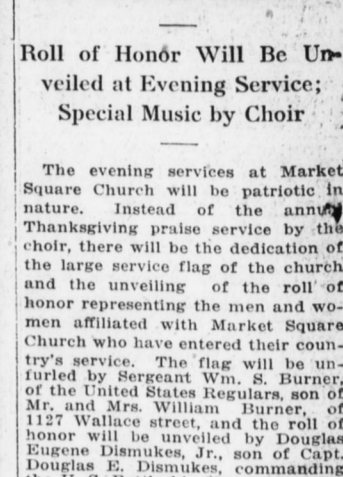 Roll of Honor Will Be Un-
veiled at Evening Service;
Special Music by Choir
The evening services at Market
Square Church will be patriotic in
nature. Instead of the annual
Thanksgiving praise service by the
choir, there will be the dedication of
the large service flag of the church
and the unveiling of the roll of
honor representing the men and wo-
men affiliated with Market Square
Church who have entered their coun-
try's service. The flag will be un-
furled by Sergeant Wm. S. Burner,
of the United States Regulars, son of
Mr. and Mrs. William Burner, of
1127 Wallace street, and the roll of
honor will be unveiled by Douglas
Eugene Dismukes, Jr., son of Capt.
Douglas E. Dismukes, commanding